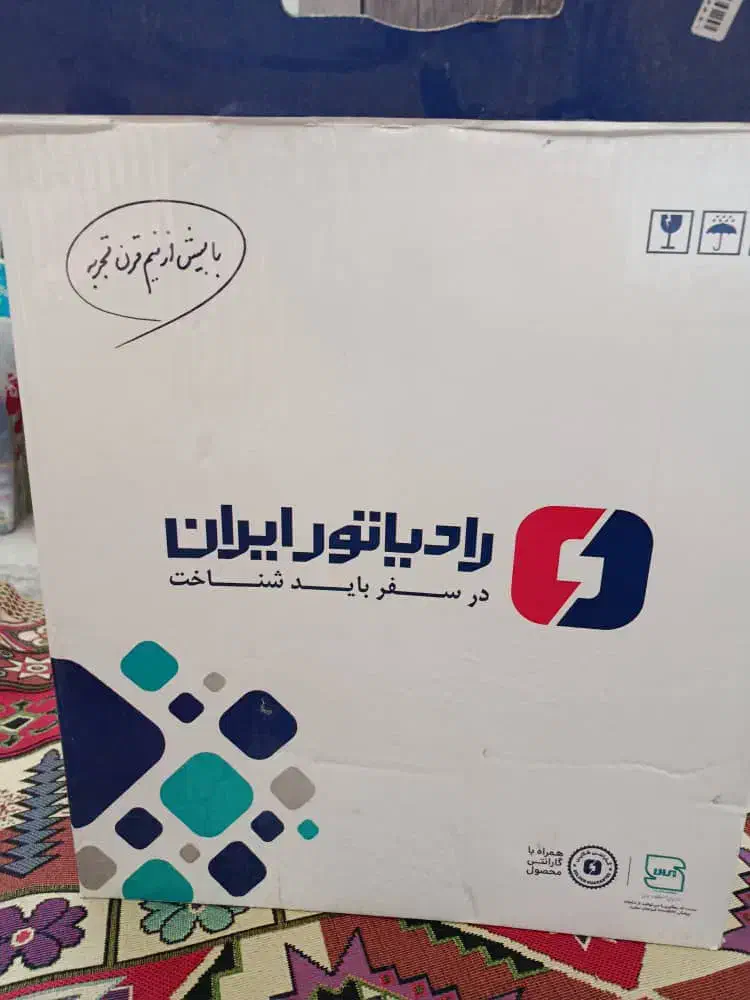 با بیش از نیم قرن تجربه
رادیاتور ایران
در سفر باید شناخت
همراه با
گارانتی
محصول